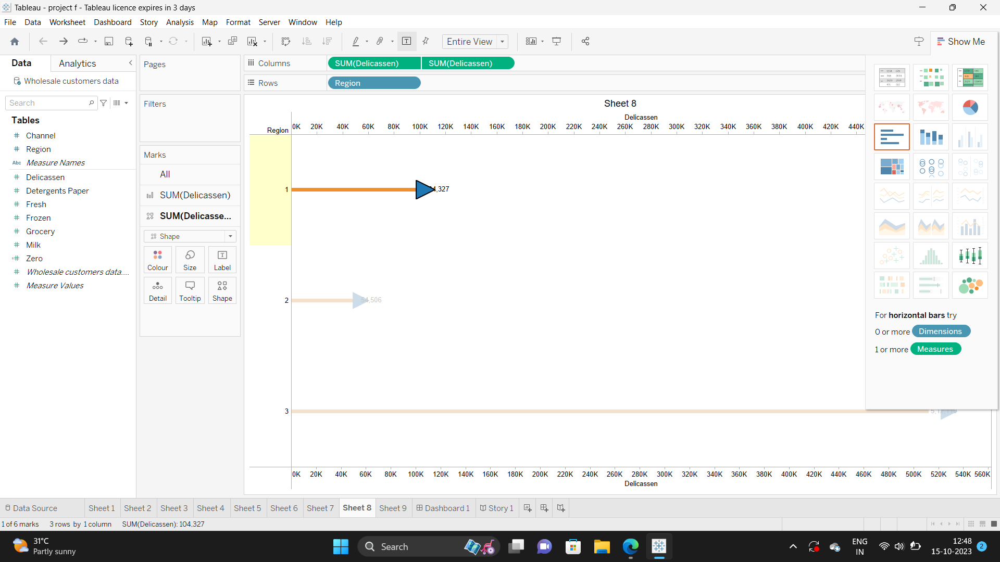 Tableau - project f - Tableau licence expires in 3 days
File Data Worksheet Dashboard Story Analysis Map Format Server Window Help
Entire View
Show Me
Data Analytics
Wholesale customers data
Search
Tables
Channel
Region
Abc Measure Names
Delicassen
Detergents Paper
Fresh
Frozen
Grocery
Milk
Zero
Wholesale customers data....
Measure Values
Pages
Filters
Marks
All
SUM(Delicassen)
SUM(Delicasse...
Shape
Colour Size Label
Detail Tooltip Shape
Columns SUM(Delicassen) SUM(Delicassen)
Rows Region
Sheet 8
Delicassen
Region 0K 20K 40K 60K 80K 100K 120K 140K 160K 180K 200K 220K 240K 260K 280K 300K 320K 340K 360K 380K 400K 420K 440K
1
2 54,506
3
0K 20K 40K 60K 80K 100K 120K 140K 160K 180K 200K 220K 240K 260K 280K 300K 320K 340K 360K 380K 400K 420K 440K 460K 480K 500K 520K 540K 560K
Delicassen
For horizontal bars try
0 or more Dimensions
1 or more Measures
Data Source Sheet 1 Sheet 2 Sheet 3 Sheet 4 Sheet 5 Sheet 6 Sheet 7 Sheet 8 Sheet 9 Dashboard 1 Story 1
1 of 6 marks 3 rows by 1 column SUM(Delicassen): 104,327
31°C
Partly sunny
Search
ENG
IN
12:48
15-10-2023
2